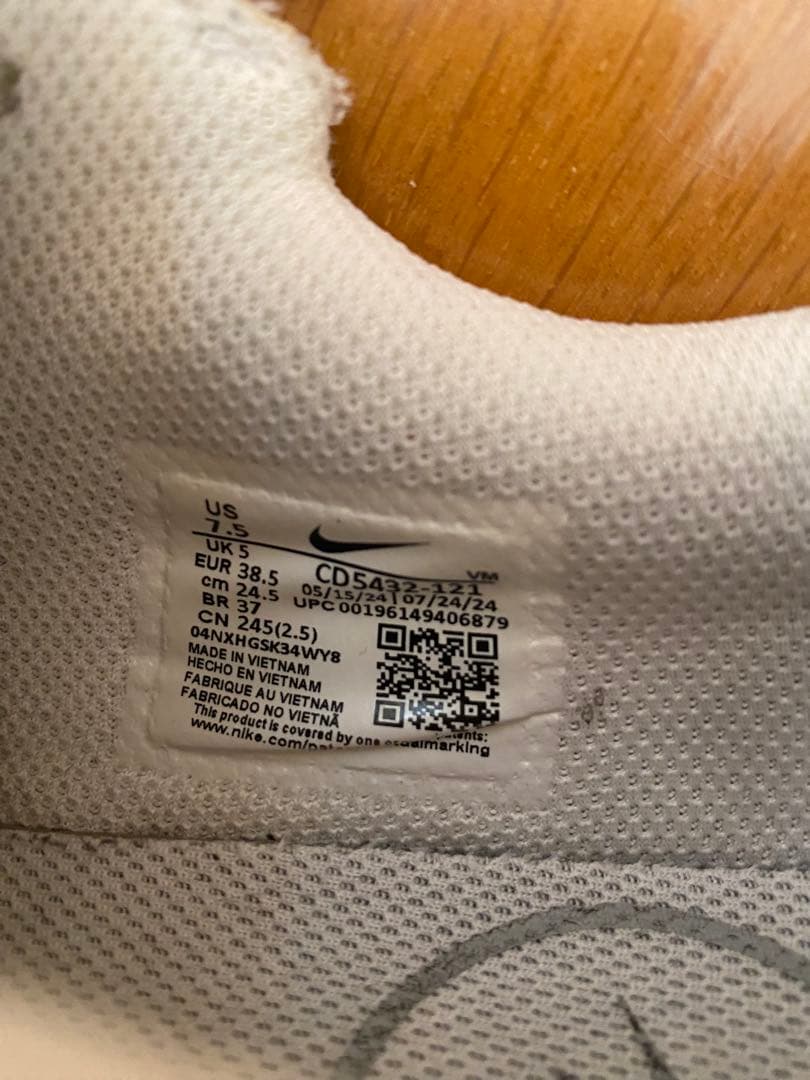 US
7.5
UK 5
EUR 38.5
cm 24.5
BR 37
CN 245(2.5)
VM
CD5432-121
05/15/24 | 07/24/24
UPC 00196149406879
04NXHGSK34WY8
MADE IN VIETNAM
HECHO EN VIETNAM
FABRIQUE AU VIETNAM
FABRICADO NO VIETNÃ
This product is covered by one
www.nike.com/